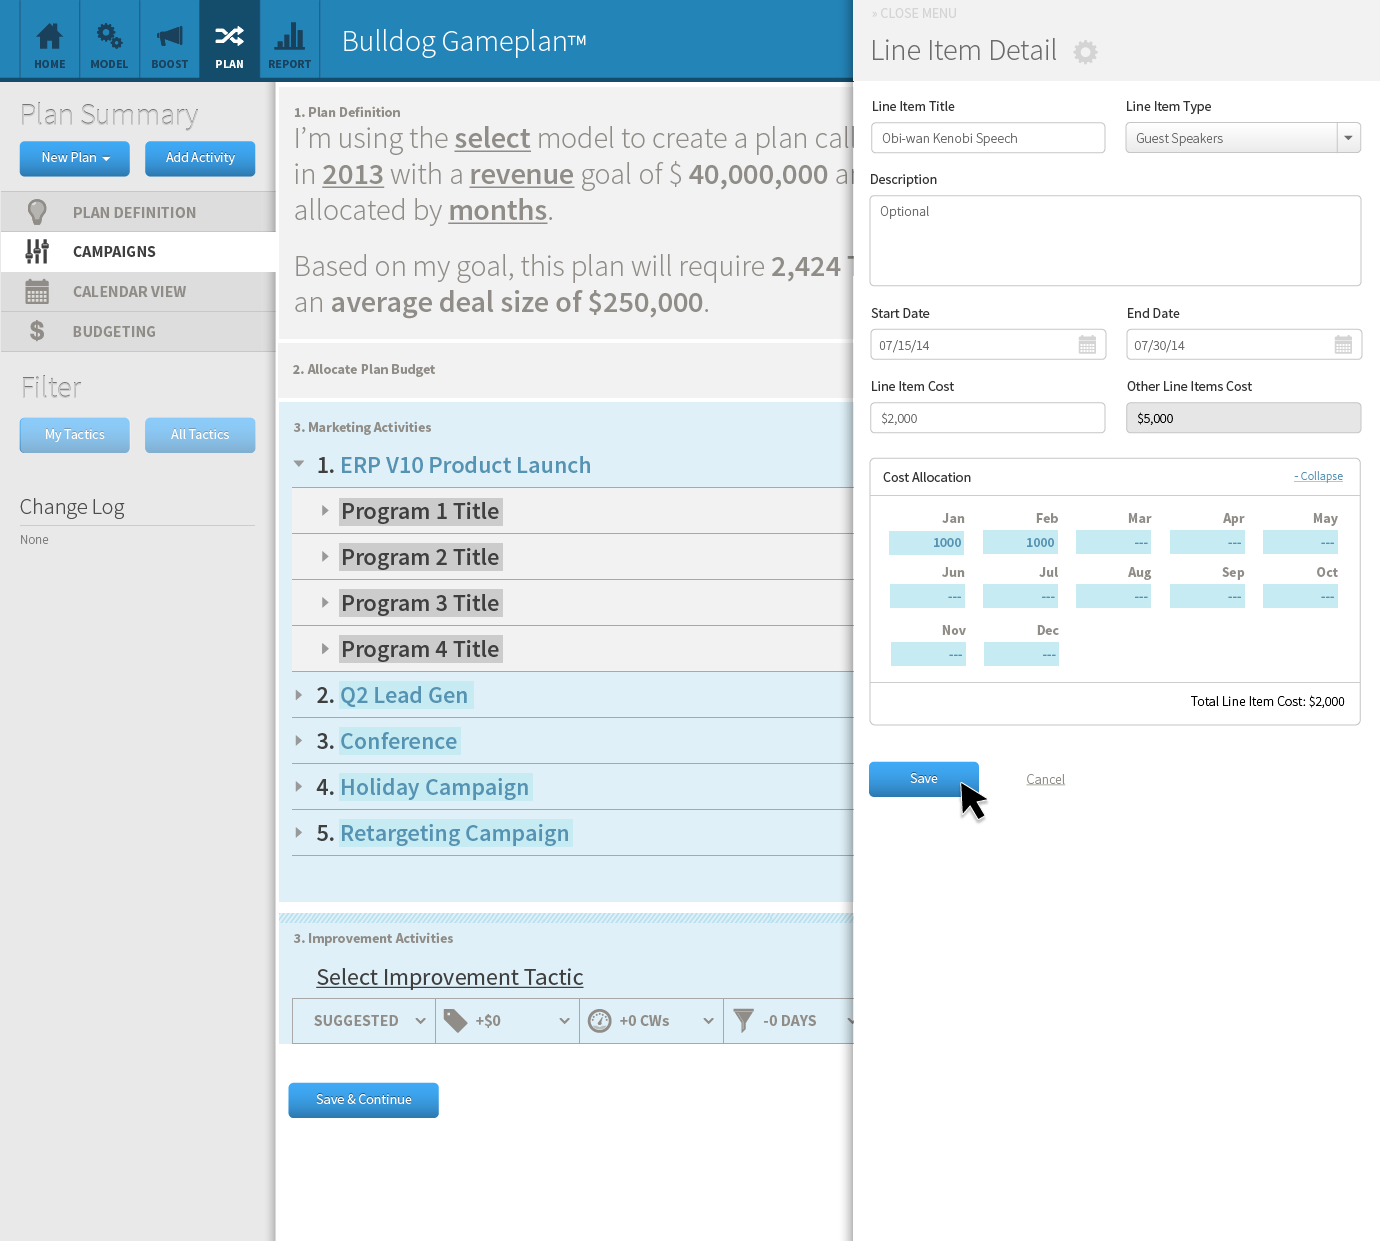 HOME
MODEL
BOOST
PLAN
REPORT
Bulldog Gameplan™
Plan Summary
New Plan
Add Activity
PLAN DEFINITION
CAMPAIGNS
CALENDAR VIEW
BUDGETING
Filter
My Tactics
All Tactics
Change Log
None
1. Plan Definition
I'm using the select model to create a plan call
in 2013 with a revenue goal of $ 40,000,000
allocated by months.
Based on my goal, this plan will require 2,424
an average deal size of $250,000.
2. Allocate Plan Budget
3. Marketing Activities
1. ERP V10 Product Launch
Program 1 Title
Program 2 Title
Program 3 Title
Program 4 Title
2. Q2 Lead Gen
3. Conference
4. Holiday Campaign
5. Retargeting Campaign
3. Improvement Activities
Select Improvement Tactic
SUGGESTED
+$0
+0 CWs
-0 DAYS
Save & Continue
» CLOSE MENU
Line Item Detail
Line Item Title
Line Item Type
Obi-wan Kenobi Speech
Guest Speakers
Description
Optional
Start Date
End Date
07/15/14
07/30/14
Line Item Cost
Other Line Items Cost
$2,000
$5,000
Cost Allocation
- Collapse
Jan Feb Mar Apr May
1000 1000 --- --- ---
Jun Jul Aug Sep Oct
--- --- --- --- ---
Nov Dec
--- ---
Total Line Item Cost: $2,000
Save
Cancel